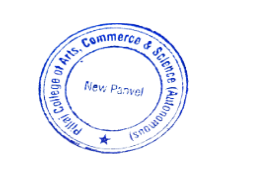 Pillai College of Arts, Commerce & Science (Autonomous)
New Panvel